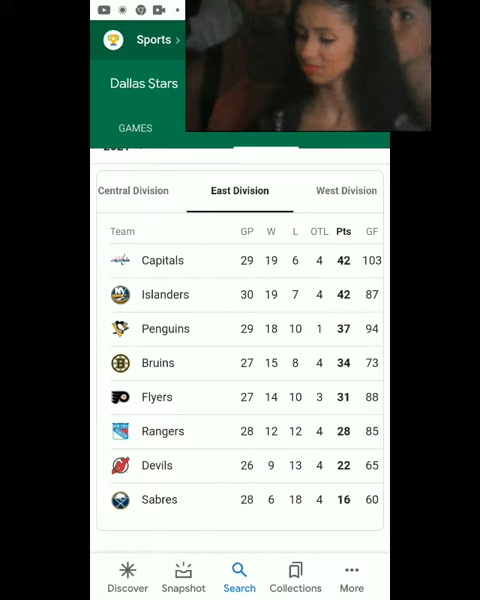 Sports >
Dallas Stars
GAMES
2021
Central Division East Division West Division
Team GP W L OTL Pts GF
Capitals 29 19 6 4 42 103
Islanders 30 19 7 4 42 87
Penguins 29 18 10 1 37 94
Bruins 27 15 8 4 34 73
Flyers 27 14 10 3 31 88
Rangers 28 12 12 4 28 85
Devils 26 9 13 4 22 65
Sabres 28 6 18 4 16 60
Discover Snapshot Search Collections More